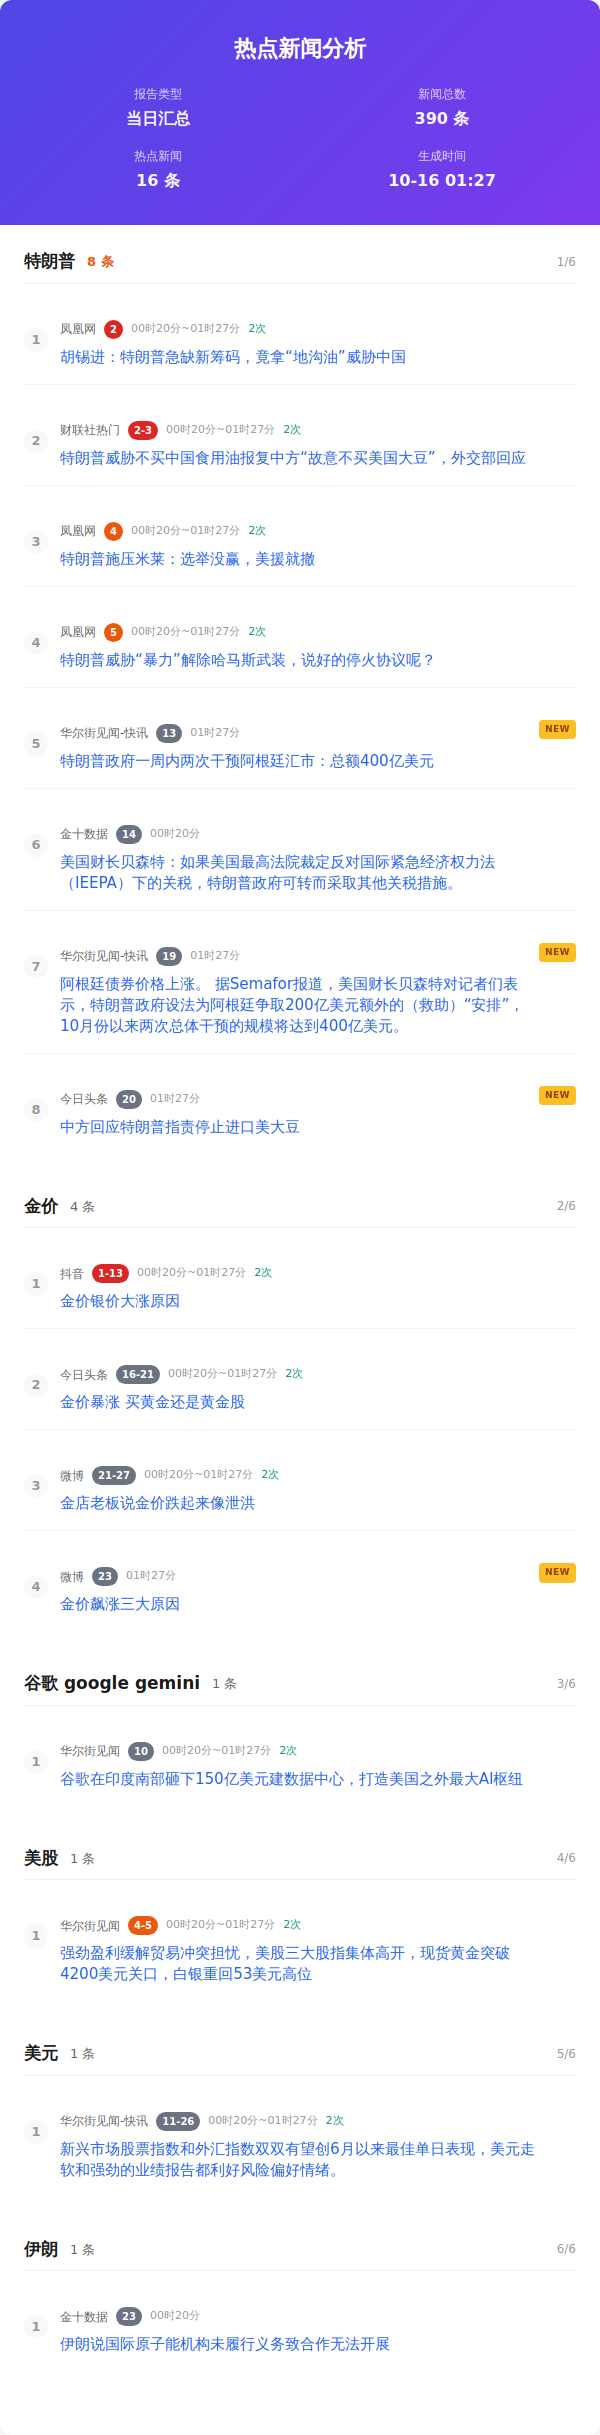 热点新闻分析
报告类型
当日汇总
新闻总数
390 条
热点新闻
16 条
生成时间
10-16 01:27
特朗普 8 条 1/6
1
凤凰网 2 00时20分~01时27分 2次
胡锡进：特朗普急缺新筹码，竟拿“地沟油”威胁中国
2
财联社热门 2-3 00时20分~01时27分 2次
特朗普威胁不买中国食用油报复中方“故意不买美国大豆”，外交部回应
3
凤凰网 4 00时20分~01时27分 2次
特朗普施压米莱：选举没赢，美援就撤
4
凤凰网 5 00时20分~01时27分 2次
特朗普威胁“暴力”解除哈马斯武装，说好的停火协议呢？
5
华尔街见闻-快讯 13 01时27分 NEW
特朗普政府一周内两次干预阿根廷汇市：总额400亿美元
6
金十数据 14 00时20分
美国财长贝森特：如果美国最高法院裁定反对国际紧急经济权力法
（IEEPA）下的关税，特朗普政府可转而采取其他关税措施。
7
华尔街见闻-快讯 19 01时27分 NEW
阿根廷债券价格上涨。 据Semafor报道，美国财长贝森特对记者们表
示，特朗普政府设法为阿根廷争取200亿美元额外的（救助）“安排”，
10月份以来两次总体干预的规模将达到400亿美元。
8
今日头条 20 01时27分 NEW
中方回应特朗普指责停止进口美大豆
金价 4 条 2/6
1
抖音 1-13 00时20分~01时27分 2次
金价银价大涨原因
2
今日头条 16-21 00时20分~01时27分 2次
金价暴涨 买黄金还是黄金股
3
微博 21-27 00时20分~01时27分 2次
金店老板说金价跌起来像泄洪
4
微博 23 01时27分 NEW
金价飙涨三大原因
谷歌 google gemini 1 条 3/6
1
华尔街见闻 10 00时20分~01时27分 2次
谷歌在印度南部砸下150亿美元建数据中心，打造美国之外最大AI枢纽
美股 1 条 4/6
1
华尔街见闻 4-5 00时20分~01时27分 2次
强劲盈利缓解贸易冲突担忧，美股三大股指集体高开，现货黄金突破
4200美元关口，白银重回53美元高位
美元 1 条 5/6
1
华尔街见闻-快讯 11-26 00时20分~01时27分 2次
新兴市场股票指数和外汇指数双双有望创6月以来最佳单日表现，美元走
软和强劲的业绩报告都利好风险偏好情绪。
伊朗 1 条 6/6
1
金十数据 23 00时20分
伊朗说国际原子能机构未履行义务致合作无法开展